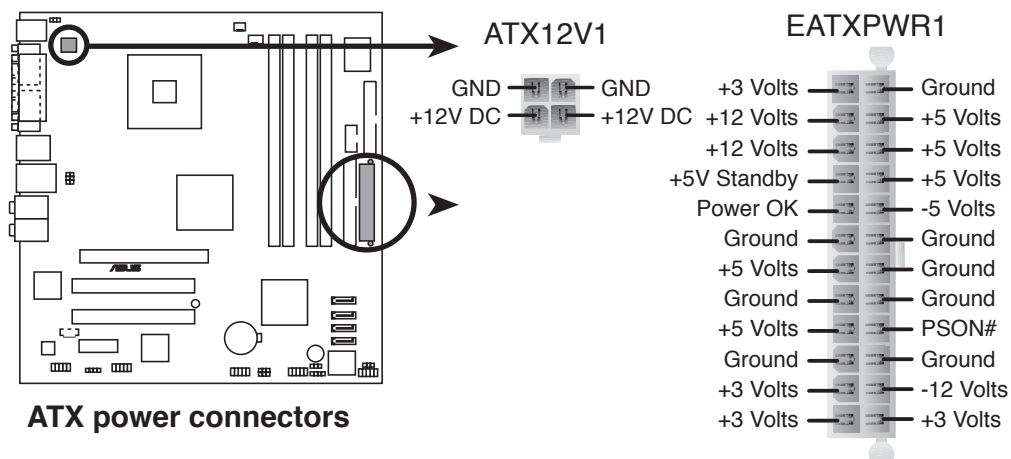 ATX12V1
GND GND
+12V DC +12V DC
EATXPWR1
+3 Volts Ground
+12 Volts +5 Volts
+12 Volts +5 Volts
+5V Standby +5 Volts
Power OK -5 Volts
Ground Ground
+5 Volts Ground
Ground Ground
+5 Volts PSON#
Ground Ground
+3 Volts -12 Volts
+3 Volts +3 Volts
ASUS
ATX power connectors